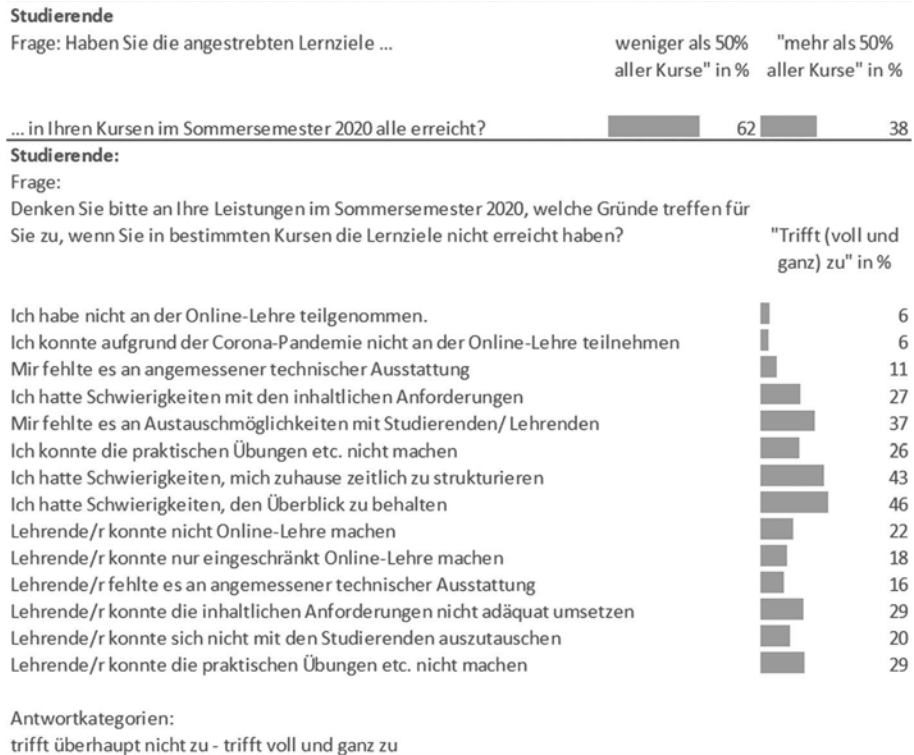 Studierende
Frage: Haben Sie die angestrebten Lernziele ... weniger als 50% "mehr als 50%
aller Kurse" in % aller Kurse" in %
... in Ihren Kursen im Sommersemester 2020 alle erreicht? 62 38
Studierende:
Frage:
Denken Sie bitte an Ihre Leistungen im Sommersemester 2020, welche Gründe treffen für
Sie zu, wenn Sie in bestimmten Kursen die Lernziele nicht erreicht haben? "Trifft (voll und
ganz) zu" in %
Ich habe nicht an der Online-Lehre teilgenommen. 6
Ich konnte aufgrund der Corona-Pandemie nicht an der Online-Lehre teilnehmen 6
Mir fehlte es an angemessener technischer Ausstattung 11
Ich hatte Schwierigkeiten mit den inhaltlichen Anforderungen 27
Mir fehlte es an Austauschmöglichkeiten mit Studierenden/ Lehrenden 37
Ich konnte die praktischen Übungen etc. nicht machen 26
Ich hatte Schwierigkeiten, mich zuhause zeitlich zu strukturieren 43
Ich hatte Schwierigkeiten, den Überblick zu behalten 46
Lehrende/r konnte nicht Online-Lehre machen 22
Lehrende/r konnte nur eingeschränkt Online-Lehre machen 18
Lehrende/r fehlte es an angemessener technischer Ausstattung 16
Lehrende/r konnte die inhaltlichen Anforderungen nicht adäquat umsetzen 29
Lehrende/r konnte sich nicht mit den Studierenden auszutauschen 20
Lehrende/r konnte die praktischen Übungen etc. nicht machen 29
Antwortkategorien:
trifft überhaupt nicht zu - trifft voll und ganz zu